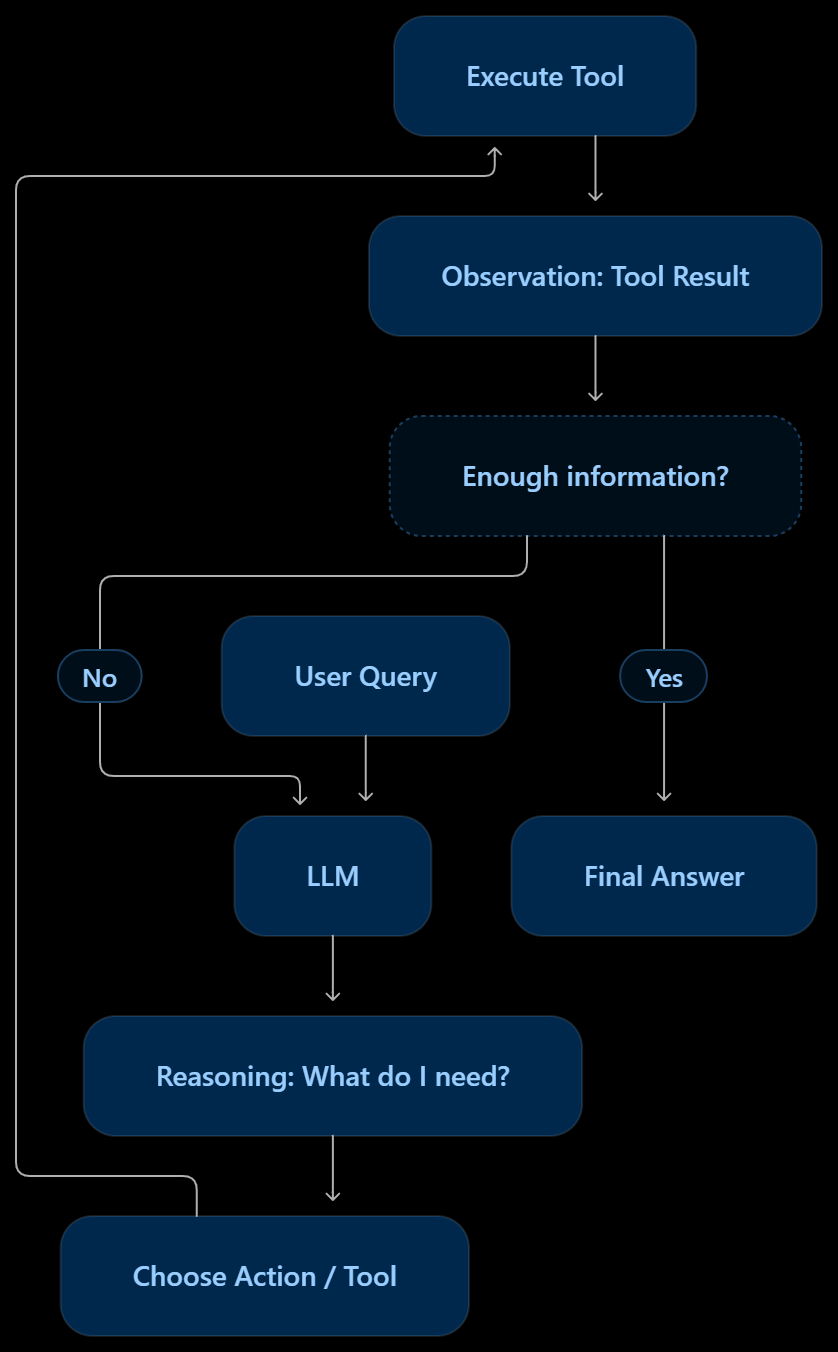 Execute Tool
Observation: Tool Result
Enough information?
No
User Query
Yes
LLM
Final Answer
Reasoning: What do I need?
Choose Action / Tool